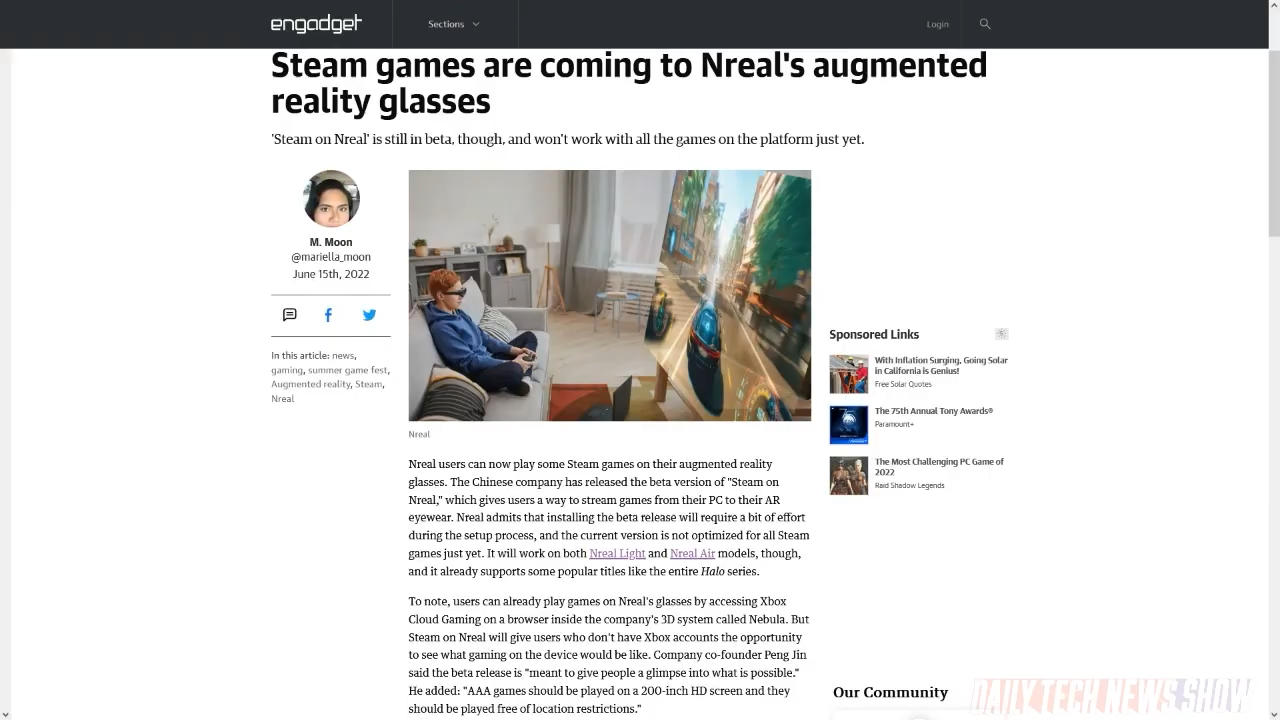 engadget
Sections
Login
Steam games are coming to Nreal's augmented
reality glasses
'Steam on Nreal' is still in beta, though, and won't work with all the games on the platform just yet.
M. Moon
@mariella_moon
June 15th, 2022
In this article: news,
gaming, summer game fest,
Augmented reality, Steam,
Nreal
Nreal
Nreal users can now play some Steam games on their augmented reality
glasses. The Chinese company has released the beta version of "Steam on
Nreal," which gives users a way to stream games from their PC to their AR
eyewear. Nreal admits that installing the beta release will require a bit of effort
during the setup process, and the current version is not optimized for all Steam
games just yet. It will work on both Nreal Light and Nreal Air models, though,
and it already supports some popular titles like the entire Halo series.
To note, users can already play games on Nreal's glasses by accessing Xbox
Cloud Gaming on a browser inside the company's 3D system called Nebula. But
Steam on Nreal will give users who don't have Xbox accounts the opportunity
to see what gaming on the device would be like. Company co-founder Peng Jin
said the beta release is "meant to give people a glimpse into what is possible."
He added: "AAA games should be played on a 200-inch HD screen and they
should be played free of location restrictions."
Sponsored Links
With Inflation Surging, Going Solar
in California is Genius!
Free Solar Quotes
The 75th Annual Tony Awards®
Paramount+
The Most Challenging PC Game of
2022
Raid Shadow Legends
Our Community
DAILY TECH NEWS SHOW